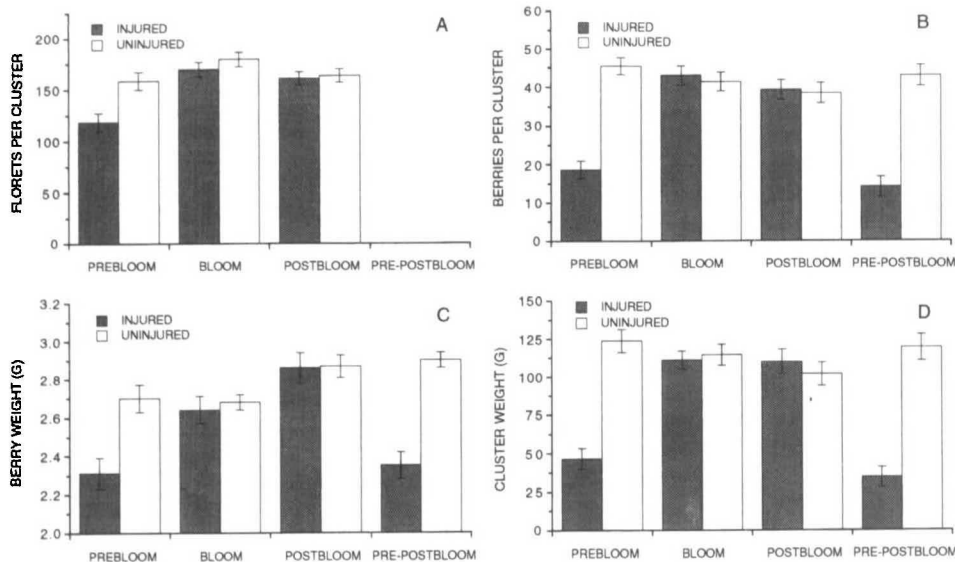 A
INJURED
UNINJURED
FLORETS PER CLUSTER
200
150
100
50
0
PREBLOOM
BLOOM
POSTBLOOM
PRE-POSTBLOOM
B
INJURED
UNINJURED
BERRIES PER CLUSTER
60
50
40
30
20
10
0
PREBLOOM
BLOOM
POSTBLOOM
PRE-POSTBLOOM
C
INJURED
UNINJURED
BERRY WEIGHT (G)
3.2
3.0
2.8
2.6
2.4
2.2
2.0
PREBLOOM
BLOOM
POSTBLOOM
PRE-POSTBLOOM
D
INJURED
UNINJURED
CLUSTER WEIGHT (G)
150
125
100
75
50
25
0
PREBLOOM
BLOOM
POSTBLOOM
PRE-POSTBLOOM